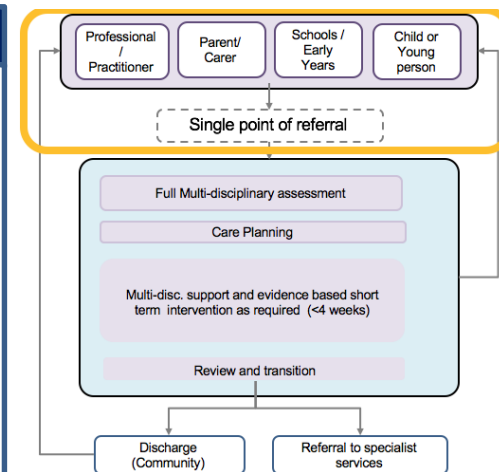 Professional
/
Practitioner
Parent/
Carer
Schools /
Early
Years
Child or
Young
person
Single point of referral
Full Multi-disciplinary assessment
Care Planning
Multi-disc. support and evidence based short
term intervention as required (<4 weeks)
Review and transition
Discharge
(Community)
Referral to specialist
services